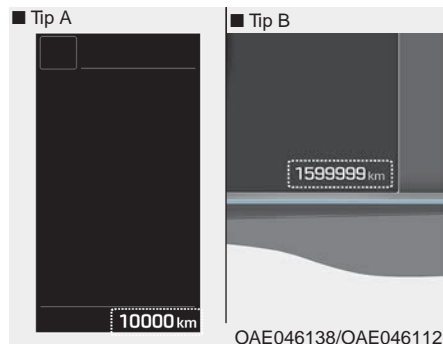 ■ Tip A
10000 km
■ Tip B
1599999 km
OAE046138/OAE046112